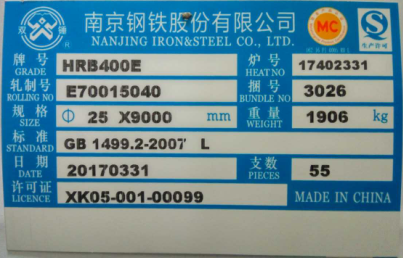 南京钢铁股份有限公司
NANJING IRON&STEEL CO., LTD.
MC
生产许可
牌号 HRB400E 炉号 17402331
GRADE HEAT NO
轧制号 E70015040 捆号 3026
ROLLING NO BUNDLE NO
规格 Φ 25 X9000 mm 重量 1906 kg
SIZE WEIGHT
标准 GB 1499.2-2007 L
STANDARD
日期 20170331 支数 55
DATE PIECES
许可证 XK05-001-00099 MADE IN CHINA
LICENCE